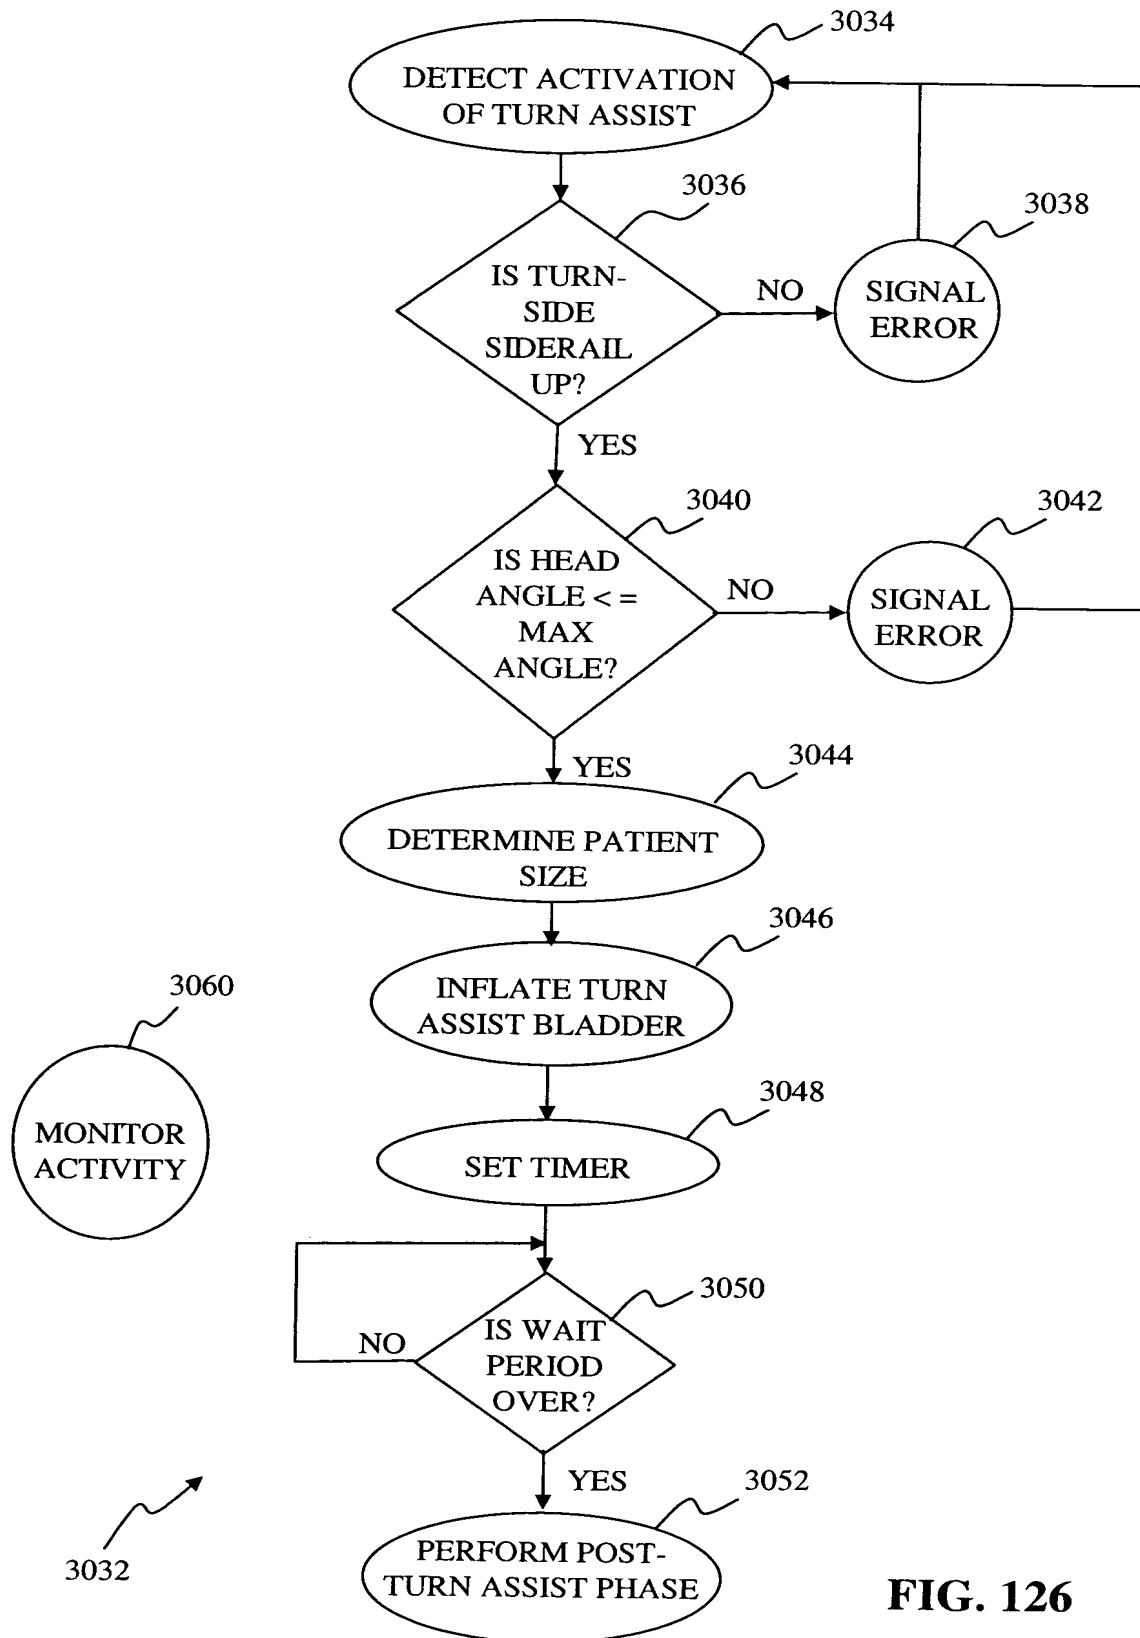 3034
DETECT ACTIVATION
OF TURN ASSIST
3036
3038
IS TURN-
SIDE
SIDERAIL
UP?
NO
SIGNAL
ERROR
YES
3040
3042
IS HEAD
ANGLE < =
MAX
ANGLE?
NO
SIGNAL
ERROR
YES
3044
DETERMINE PATIENT
SIZE
3046
INFLATE TURN
ASSIST BLADDER
3060
MONITOR
ACTIVITY
3048
SET TIMER
3050
IS WAIT
PERIOD
OVER?
NO
YES
3052
PERFORM POST-
TURN ASSIST PHASE
3032
FIG. 126